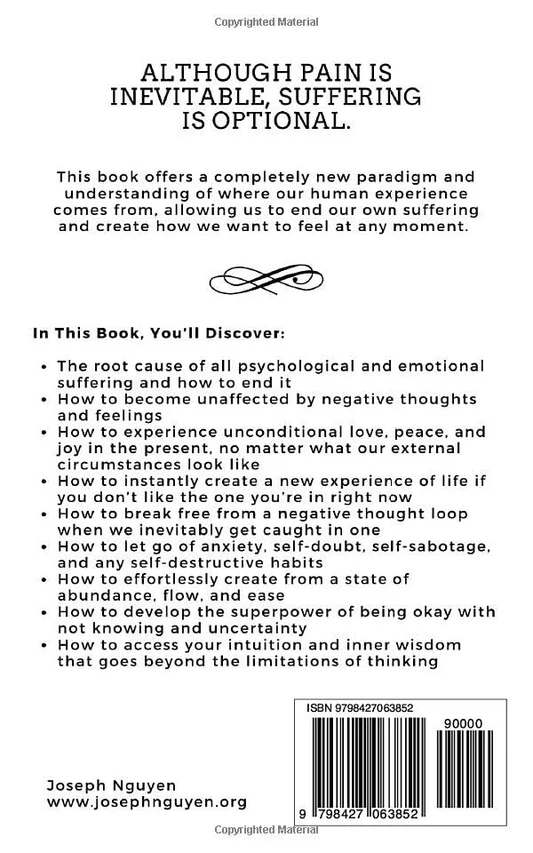 Copyrighted Material
ALTHOUGH PAIN IS
INEVITABLE, SUFFERING
IS OPTIONAL.
This book offers a completely new paradigm and
understanding of where our human experience
comes from, allowing us to end our own suffering
and create how we want to feel at any moment.
In This Book, You'll Discover:
• The root cause of all psychological and emotional
suffering and how to end it
• How to become unaffected by negative thoughts
and feelings
• How to experience unconditional love, peace, and
joy in the present, no matter what our external
circumstances look like
• How to instantly create a new experience of life if
you don't like the one you're in right now
• How to break free from a negative thought loop
when we inevitably get caught in one
• How to let go of anxiety, self-doubt, self-sabotage,
and any self-destructive habits
• How to effortlessly create from a state of
abundance, flow, and ease
• How to develop the superpower of being okay with
not knowing and uncertainty
• How to access your intuition and inner wisdom
that goes beyond the limitations of thinking
ISBN 9798427063852
90000
9 798427 063852
Joseph Nguyen
www.josephnguyen.org
Copyrighted Material